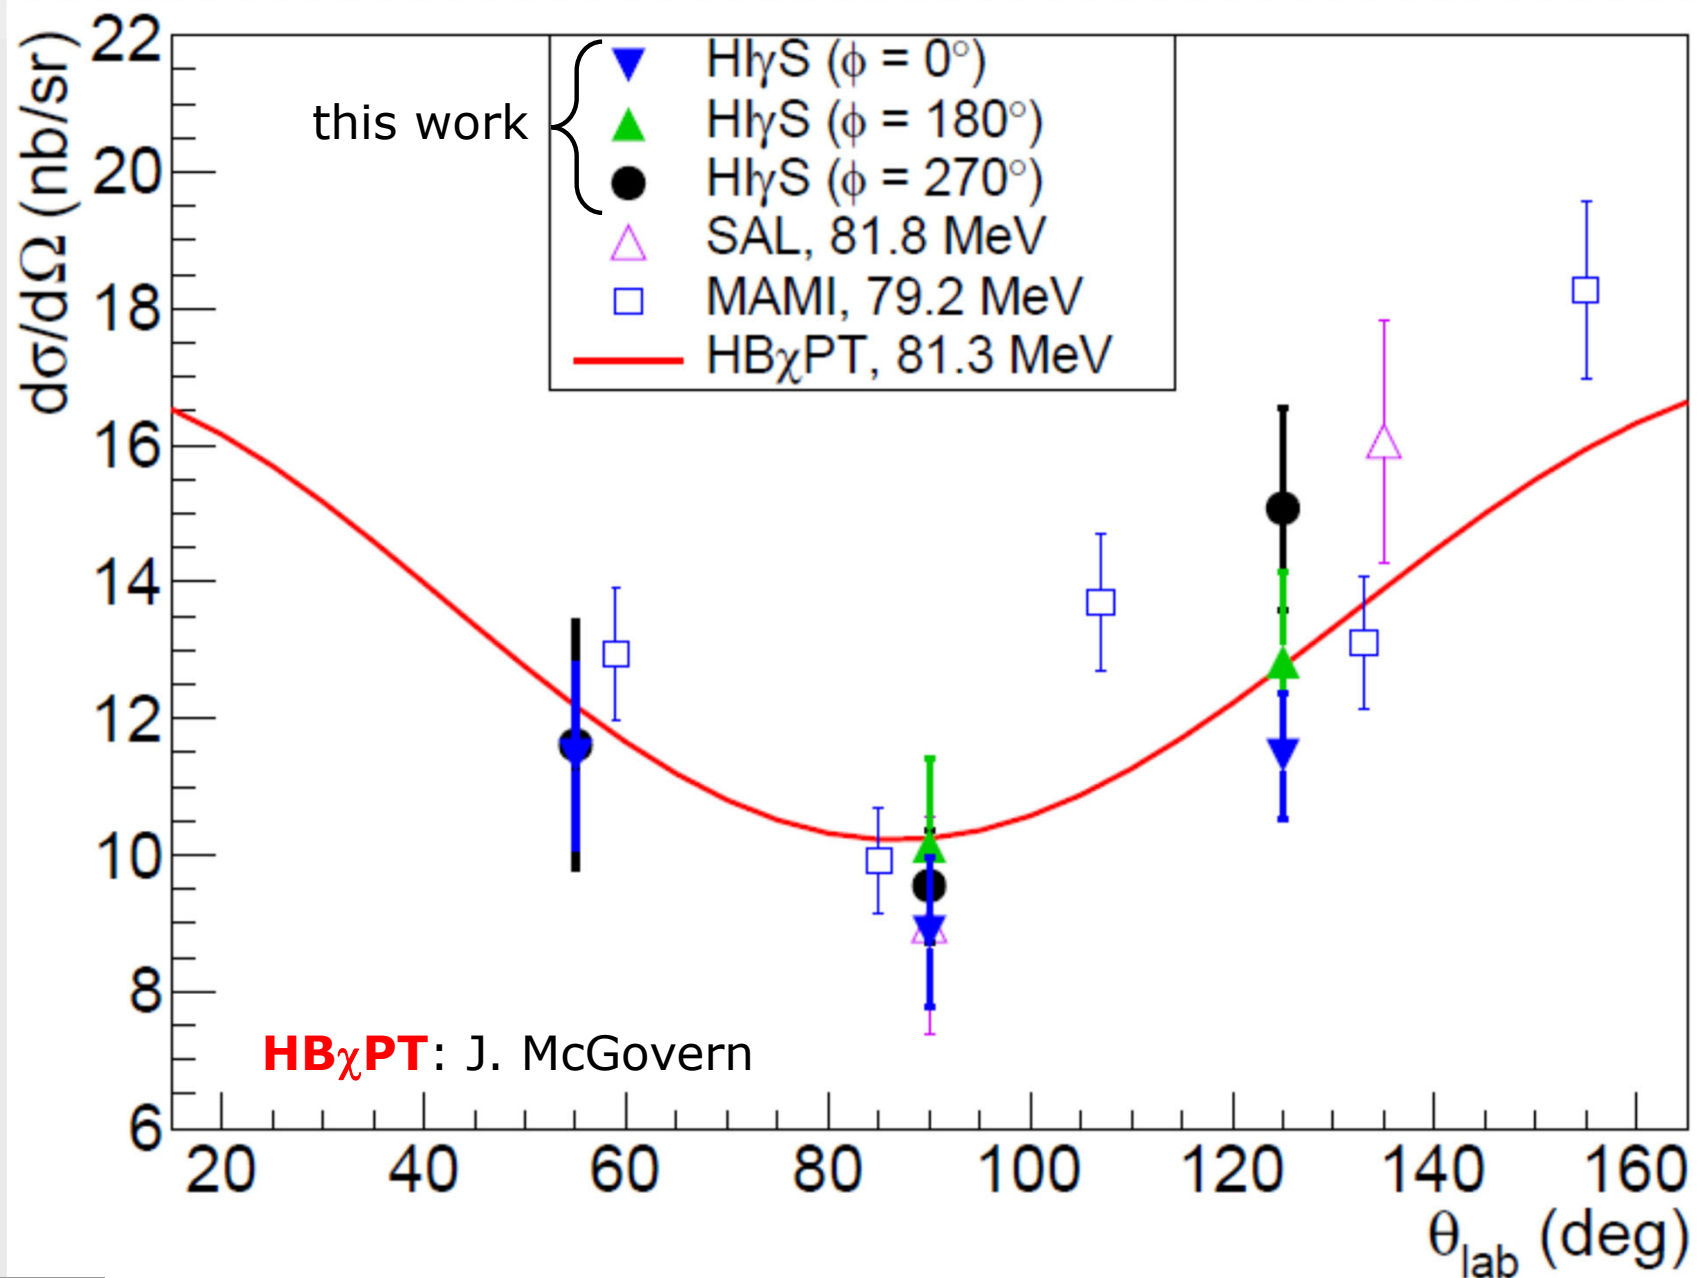 dσ/dΩ (nb/sr)
22
20
18
16
14
12
10
8
6
this work
HIγS (ϕ = 0°)
HIγS (ϕ = 180°)
HIγS (ϕ = 270°)
SAL, 81.8 MeV
MAMI, 79.2 MeV
HBχPT, 81.3 MeV
HBχPT: J. McGovern
20 40 60 80 100 120 140 160
θlab (deg)